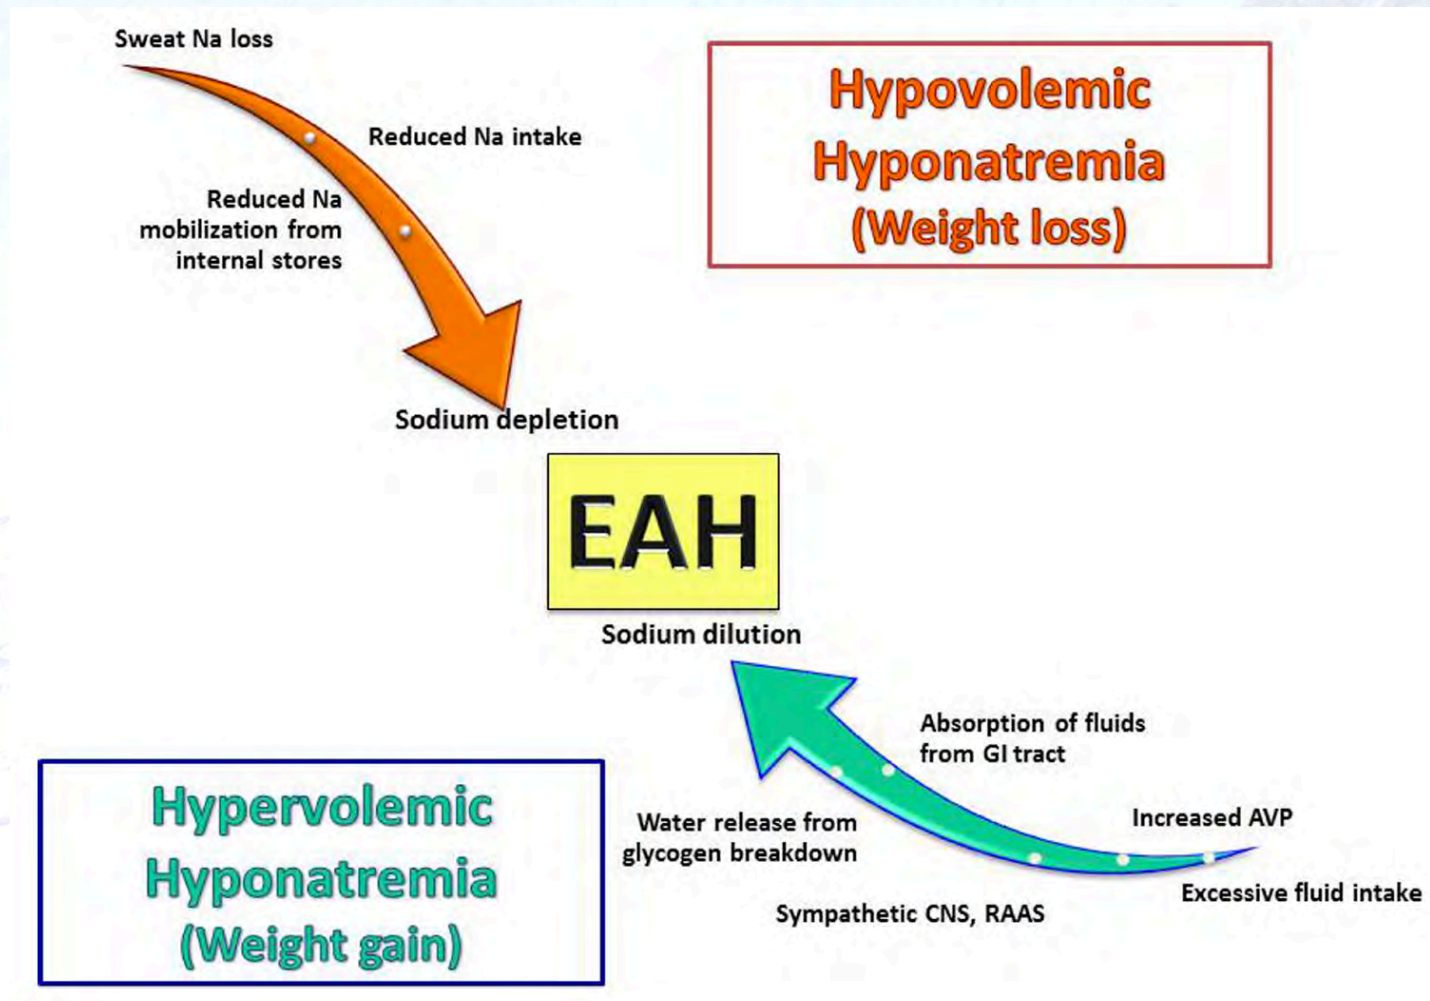 Sweat Na loss
Hypovolemic
Hyponatremia
(Weight loss)
Reduced Na intake
Reduced Na
mobilization from
internal stores
Sodium depletion
EAH
Sodium dilution
Absorption of fluids
from GI tract
Hypervolemic
Hyponatremia
(Weight gain)
Water release from
glycogen breakdown
Increased AVP
Excessive fluid intake
Sympathetic CNS, RAAS